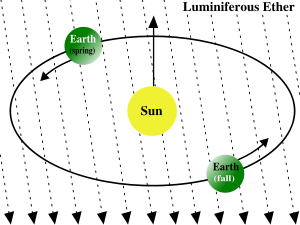 Luminiferous Ether
Earth
(spring)
Sun
Earth
(fall)